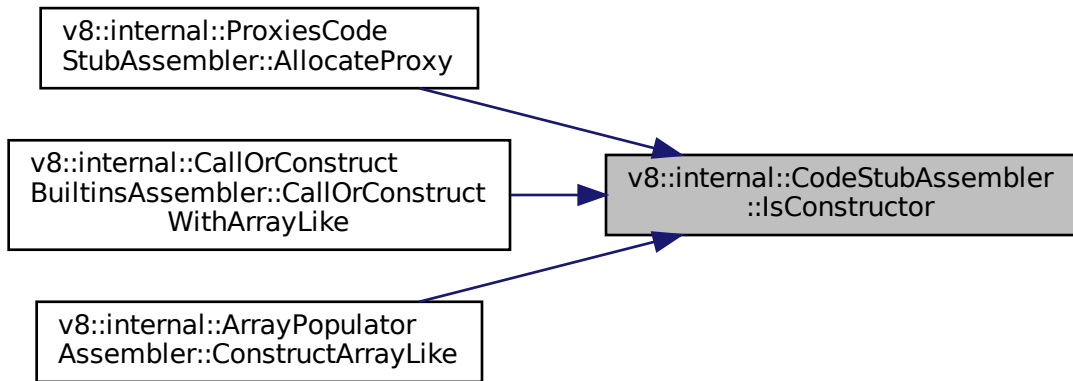 v8::internal::ProxiesCode
StubAssembler::AllocateProxy
v8::internal::CallOrConstruct
BuiltinsAssembler::CallOrConstruct
WithArrayLike
v8::internal::CodeStubAssembler
::IsConstructor
v8::internal::ArrayPopulator
Assembler::ConstructArrayLike